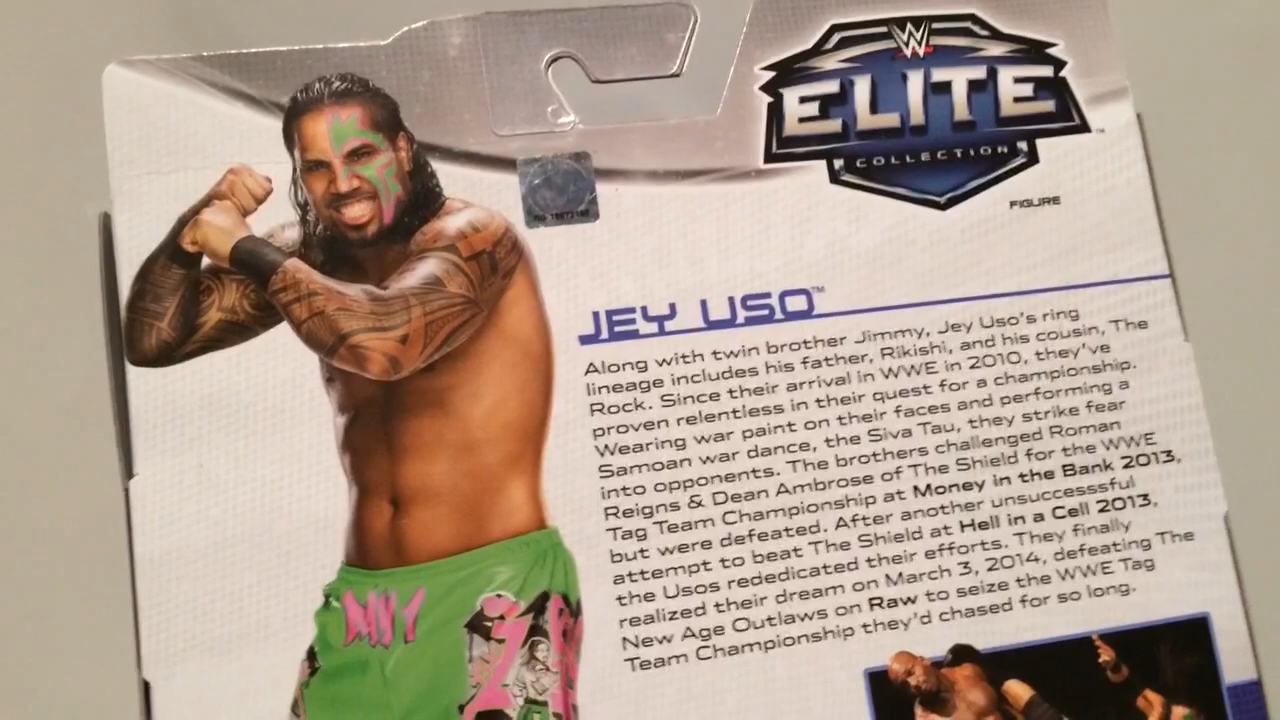 W
ELITE
COLLECTION™
FIGURE
JEY USO™
Along with twin brother Jimmy, Jey Uso's ring
lineage includes his father, Rikishi, and his cousin, The
Rock. Since their arrival in WWE in 2010, they've
proven relentless in their quest for a championship.
Wearing war paint on their faces and performing a
Samoan war dance, the Siva Tau, they strike fear
into opponents. The brothers challenged Roman
Reigns & Dean Ambrose of The Shield for the WWE
Tag Team Championship at Money in the Bank 2013,
but were defeated. After another unsuccesssful
attempt to beat The Shield at Hell in a Cell 2013,
the Usos rededicated their efforts. They finally
realized their dream on March 3, 2014, defeating The
New Age Outlaws on Raw to seize the WWE Tag
Team Championship they'd chased for so long.